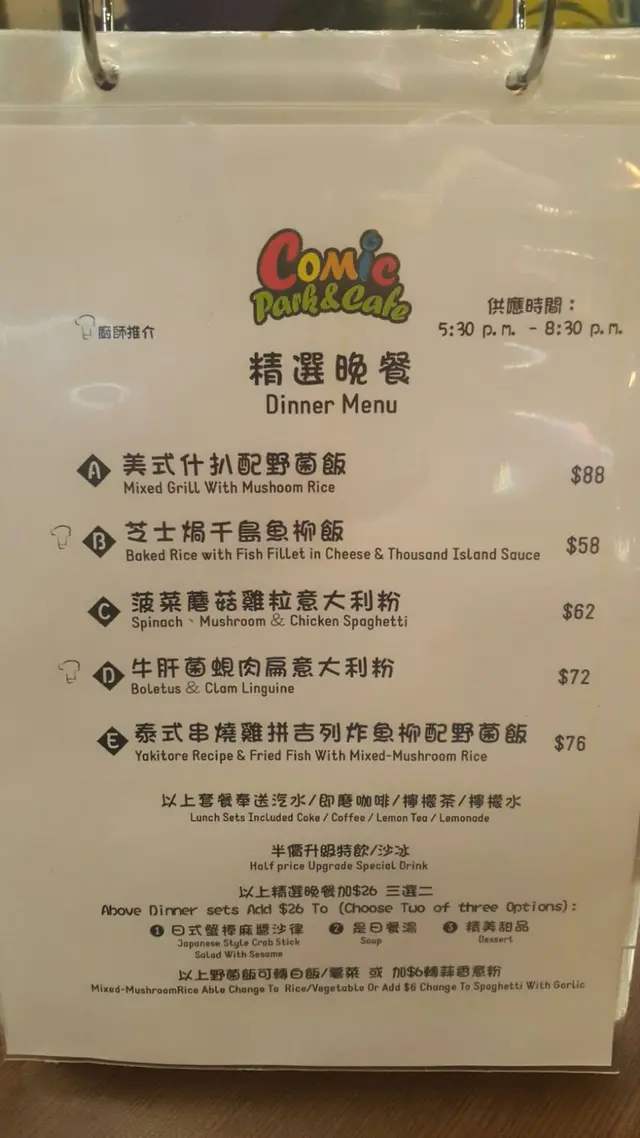 Comic
Park&Cafe
廚師推介
供應時間：
5:30 p.m. - 8:30 p.m.
精選晚餐
Dinner Menu
A 美式什扒配野菌飯
Mixed Grill With Mushoom Rice
$88
B 芝士焗千島魚柳飯
Baked Rice with Fish Fillet in Cheese & Thousand Island Sauce
$58
C 菠菜蘑菇雞粒意大利粉
Spinach、Mushroom & Chicken Spaghetti
$62
D 牛肝菌蜆肉扁意大利粉
Boletus & Clam Linguine
$72
E 泰式串燒雞拼吉列炸魚柳配野菌飯
Yakitore Recipe & Fried Fish With Mixed-Mushroom Rice
$76
以上套餐奉送汽水/即磨咖啡/檸檬茶/檸檬水
Lunch Sets Included Coke / Coffee / Lemon Tea / Lemonade
半價升級特飲/沙冰
Half price Upgrade Special Drink
以上精選晚餐加$26 三選二
Above Dinner sets Add $26 To (Choose Two of three Options):
1 日式蟹棒麻醬沙律 2 是日餐湯 3 精美甜品
Japanese Style Crab Stick Soup Dessert
Salad With Sesame
以上野菌飯可轉白飯/薯菜 或 加$6轉蒜香意粉
Mixed-MushroomRice Able Change To Rice/Vegetable Or Add $6 Change To Spaghetti With Garlic